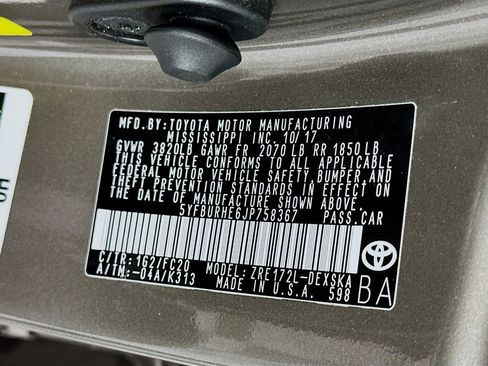 MFD.BY:TOYOTA MOTOR MANUFACTURING
MISSISSIPPI INC. 10/17
GVWR 3820LB GAWR FR 2070 LB RR 1850 LB
THIS VEHICLE CONFORMS TO ALL APPLICABLE
FEDERAL MOTOR VEHICLE SAFETY, BUMPER, AND
THEFT PREVENTION STANDARDS IN EFFECT ON
THE DATE OF MANUFACTURE SHOWN ABOVE.
5YFBURHE6JP758367 PASS.CAR
C/TR:1G2/FC20 MODEL:ZRE172L-DEXSKA
A/TM:-04A/K313 MADE IN U.S.A. 598
BA